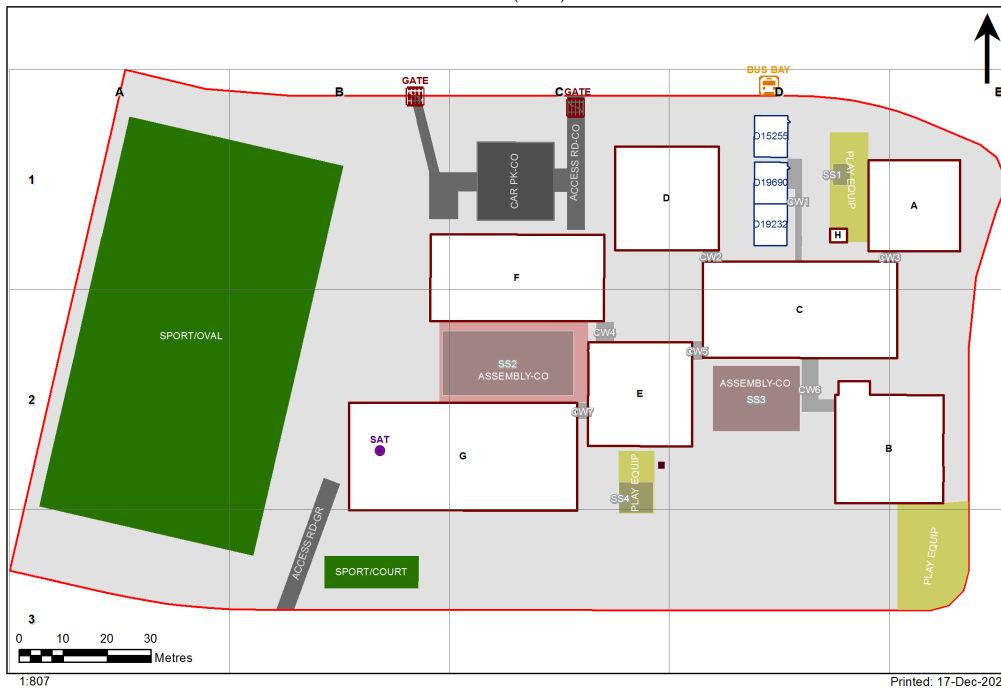 BUS BAY
GATE
GATE
A
B
C
D
E
1
CAR PK-CO
ACCESS RD-CO
D
D15255
D19690
D19232
CW1
SS1
PLAY EQUIP
A
H
CW2
CW3
F
C
SPORT/OVAL
CW4
CW5
SS2
ASSEMBLY-CO
E
ASSEMBLY-CO
SS3
CW6
2
CW7
SAT
G
B
PLAY EQUIP
SS4
ACCESS RD-GR
SPORT/COURT
PLAY EQUIP
3
0 10 20 30
Metres
1:807
Printed: 17-Dec-202